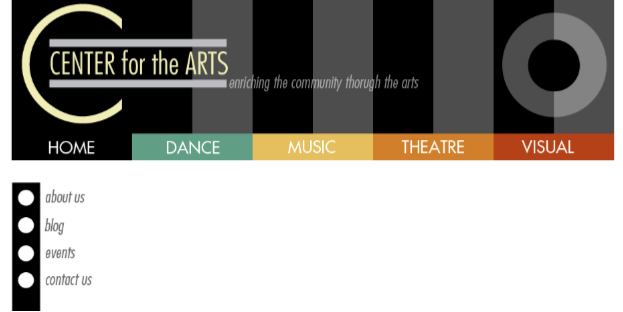 CENTER for the ARTS
enriching the community thorugh the arts
HOME DANCE MUSIC THEATRE VISUAL
about us
blog
events
contact us